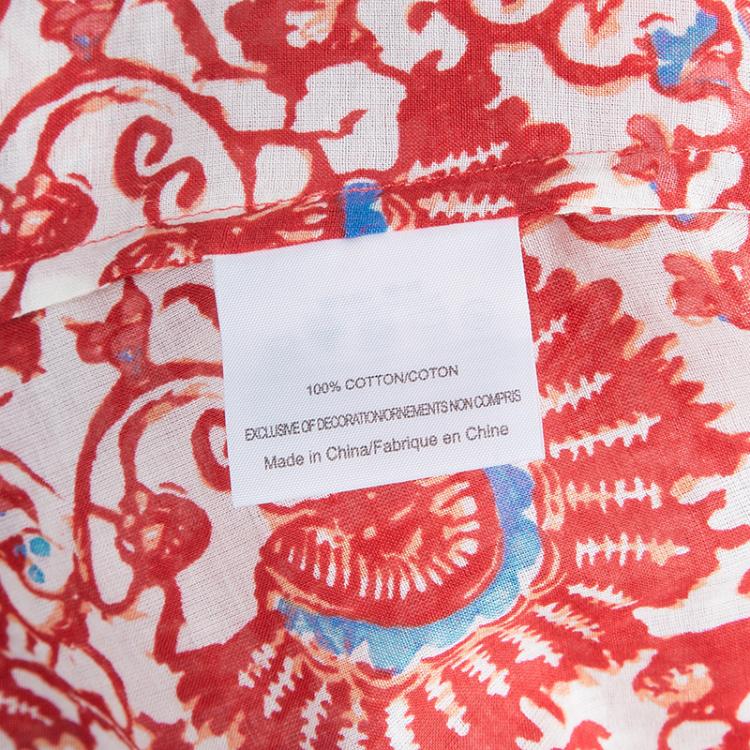 100% COTTON/COTON
EXCLUSIVE OF DECORATION/ORNEMENTS NON COMPRIS
Made in China/Fabrique en Chine